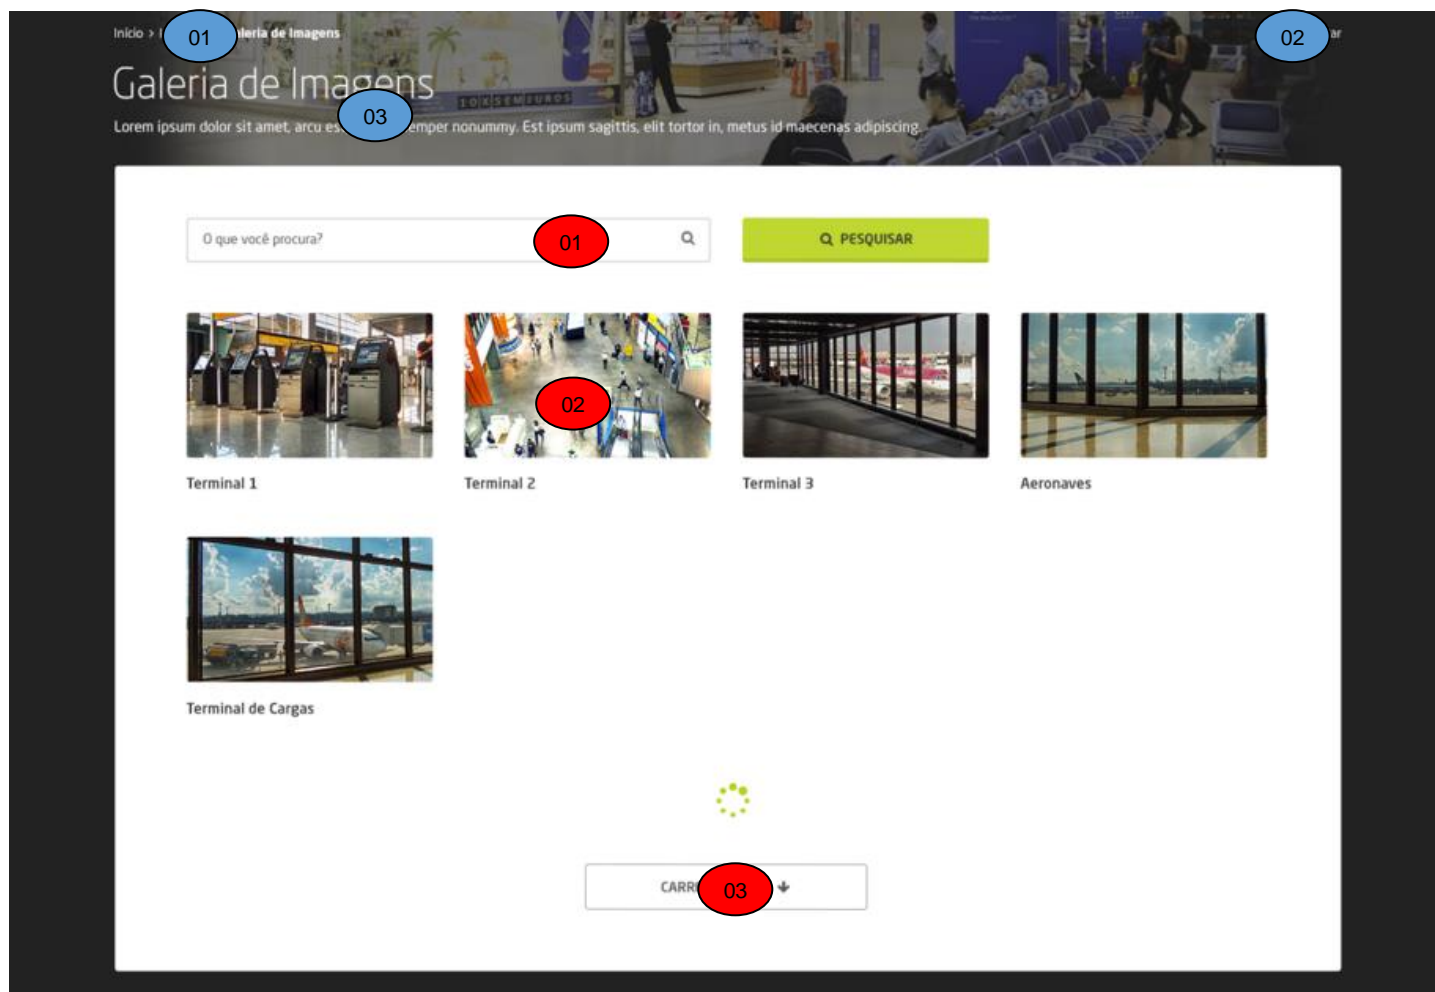 Início > 01 aleria de Imagens 02 ar
Galeria de Imagens
10XSEMJUROS
03
Lorem ipsum dolor sit amet, arcu es emper nonummy. Est ipsum sagittis, elit tortor in, metus id maecenas adipiscing.
O que você procura? 01 PESQUISAR
02
Terminal 1 Terminal 2 Terminal 3 Aeronaves
Terminal de Cargas
CARR 03